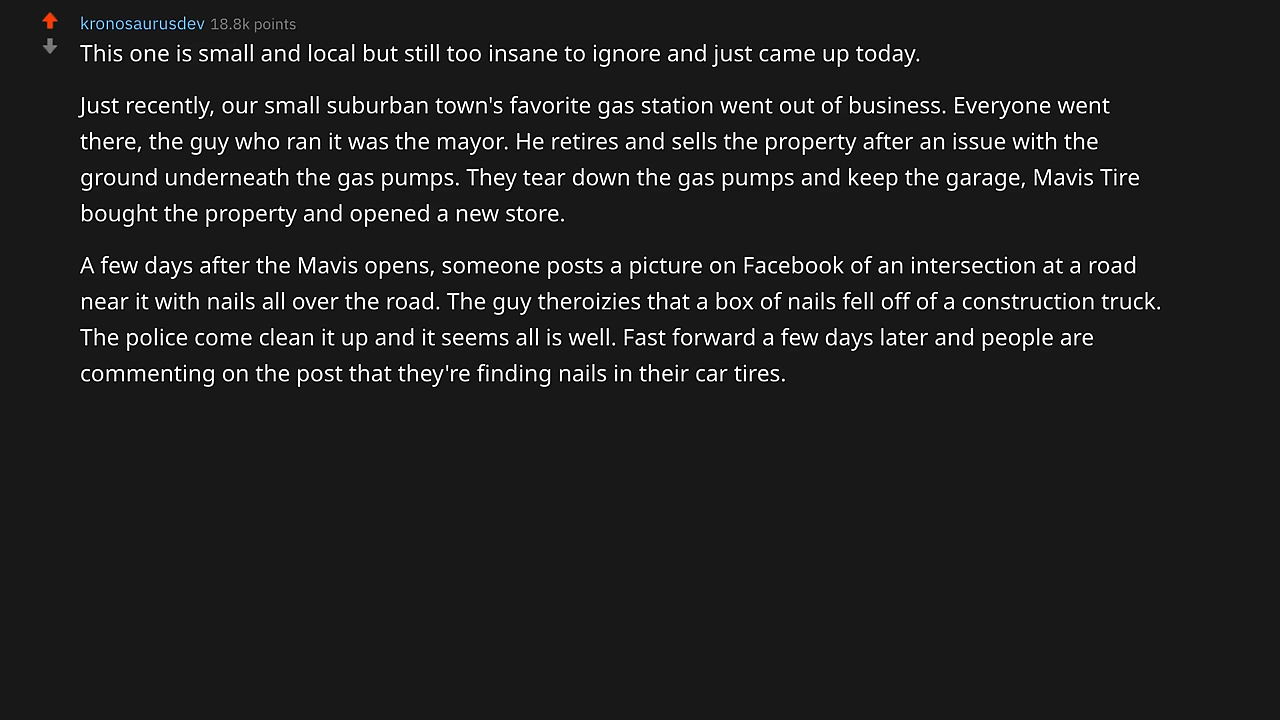 kronosaurusdev 18.8k points
This one is small and local but still too insane to ignore and just came up today.
Just recently, our small suburban town's favorite gas station went out of business. Everyone went
there, the guy who ran it was the mayor. He retires and sells the property after an issue with the
ground underneath the gas pumps. They tear down the gas pumps and keep the garage, Mavis Tire
bought the property and opened a new store.
A few days after the Mavis opens, someone posts a picture on Facebook of an intersection at a road
near it with nails all over the road. The guy theroizies that a box of nails fell off of a construction truck.
The police come clean it up and it seems all is well. Fast forward a few days later and people are
commenting on the post that they're finding nails in their car tires.